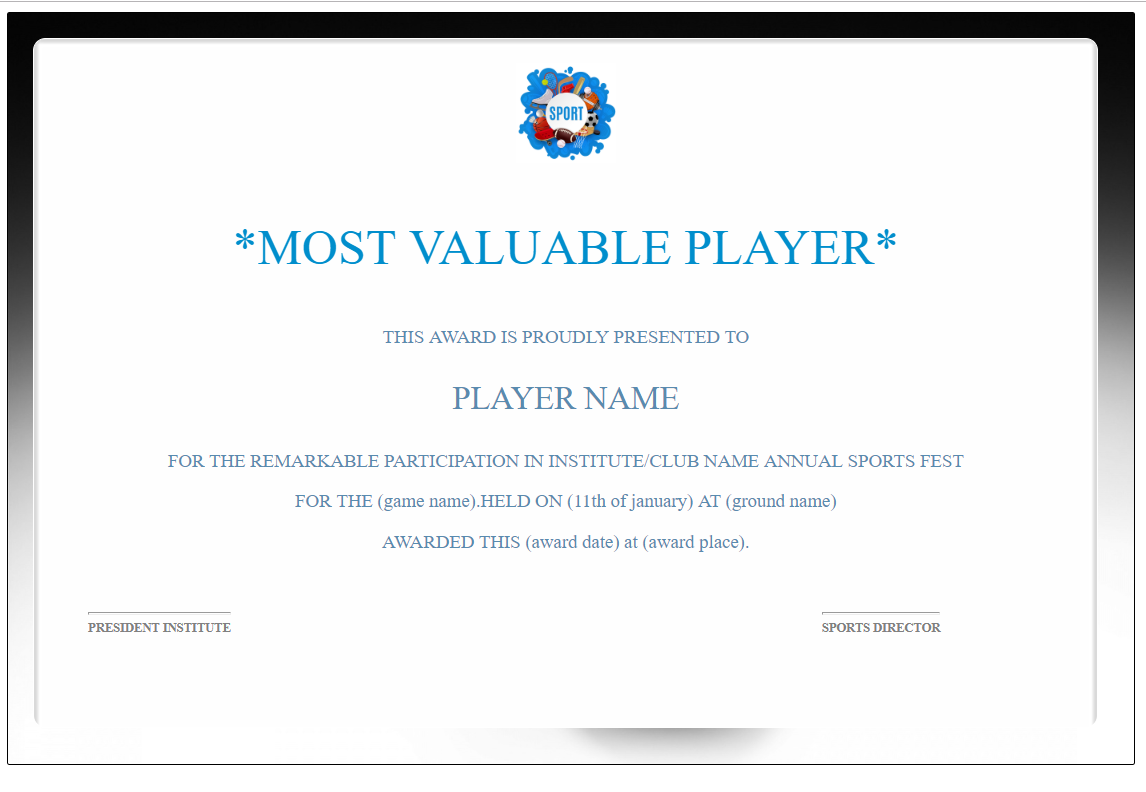 SPORT
*MOST VALUABLE PLAYER*
THIS AWARD IS PROUDLY PRESENTED TO
PLAYER NAME
FOR THE REMARKABLE PARTICIPATION IN INSTITUTE/CLUB NAME ANNUAL SPORTS FEST
FOR THE (game name).HELD ON (11th of january) AT (ground name)
AWARDED THIS (award date) at (award place).
PRESIDENT INSTITUTE
SPORTS DIRECTOR